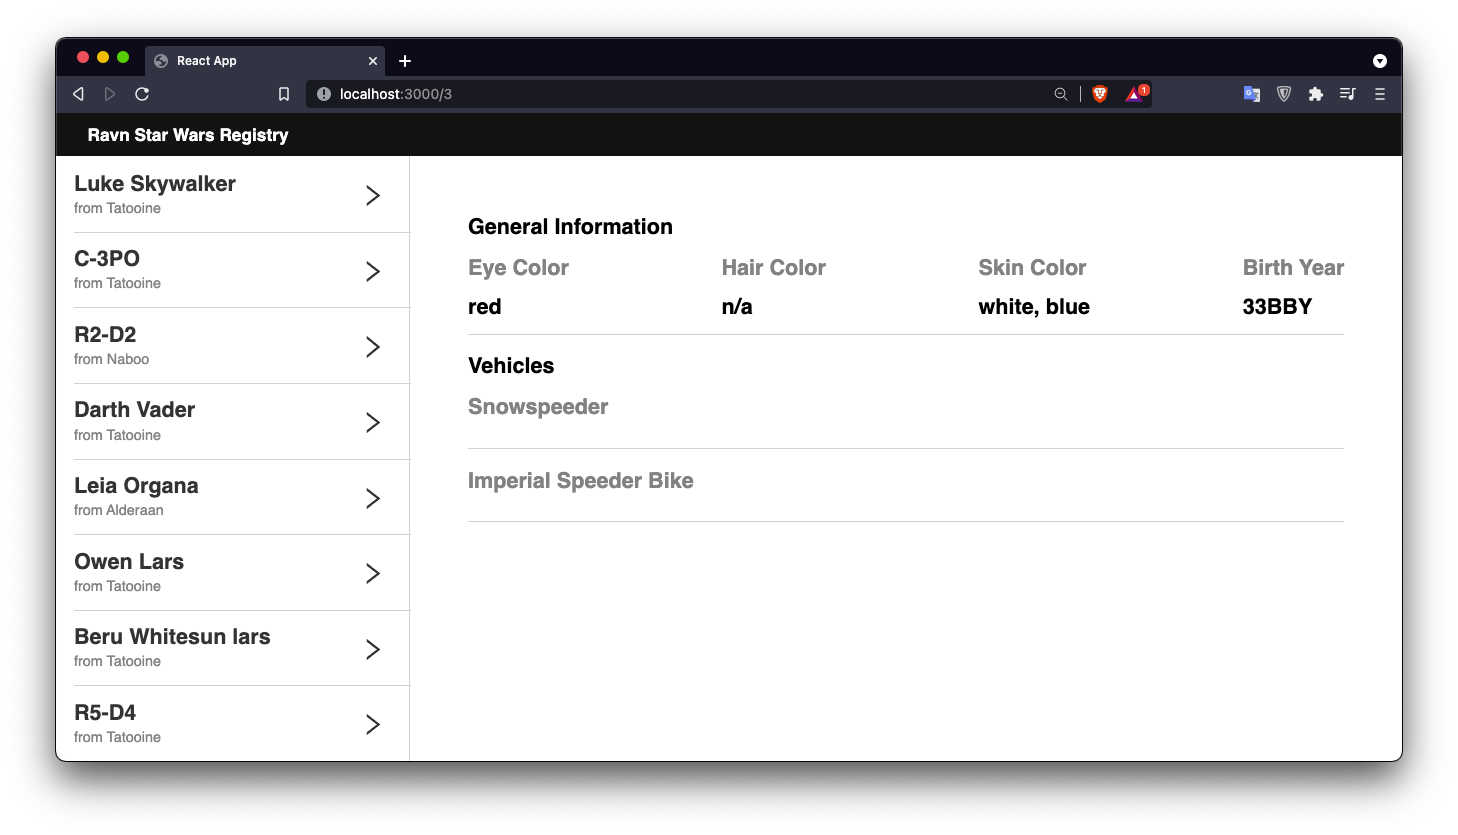 React App
localhost:3000/3
1
Ravn Star Wars Registry
Luke Skywalker
from Tatooine
C-3PO
from Tatooine
R2-D2
from Naboo
Darth Vader
from Tatooine
Leia Organa
from Alderaan
Owen Lars
from Tatooine
Beru Whitesun lars
from Tatooine
R5-D4
from Tatooine
General Information
Eye Color Hair Color Skin Color Birth Year
red n/a white, blue 33BBY
Vehicles
Snowspeeder
Imperial Speeder Bike